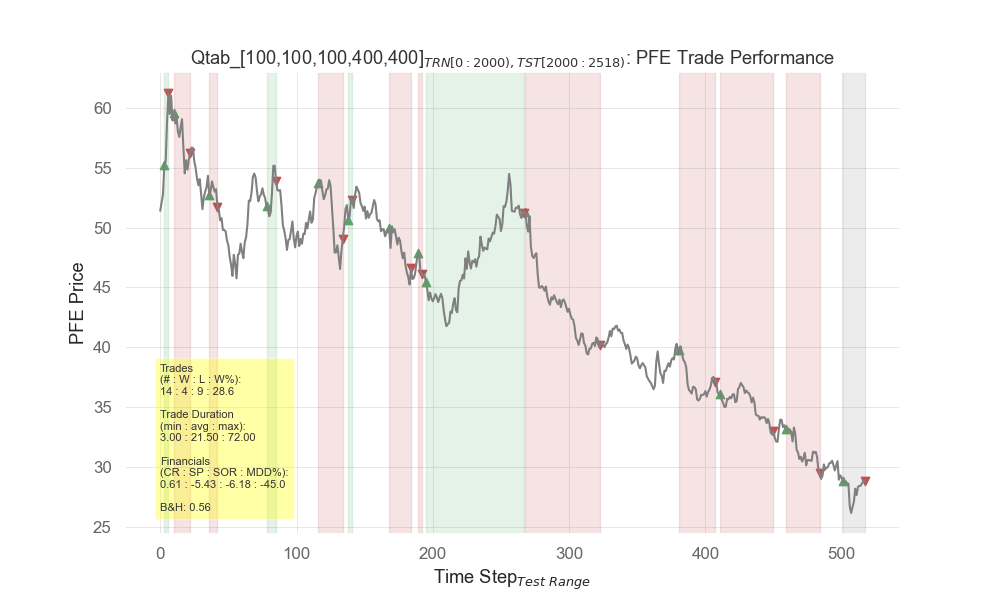 Qtab_[100,100,100,400,400]TRN[0 : 2000), TST[2000 : 2518): PFE Trade Performance
60
55
50
45
40
35
30
25
PFE Price
Trades
(# : W : L : W%):
14 : 4 : 9 : 28.6
Trade Duration
(min : avg : max):
3.00 : 21.50 : 72.00
Financials
(CR : SP : SOR : MDD%):
0.61 : -5.43 : -6.18 : -45.0
B&H: 0.56
0 100 200 300 400 500
Time StepTest Range